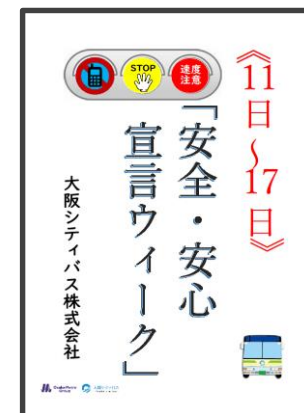 《11日～17日》
STOP
速度
注意
「安全・安心
宣言ウィーク」
大阪シティバス株式会社